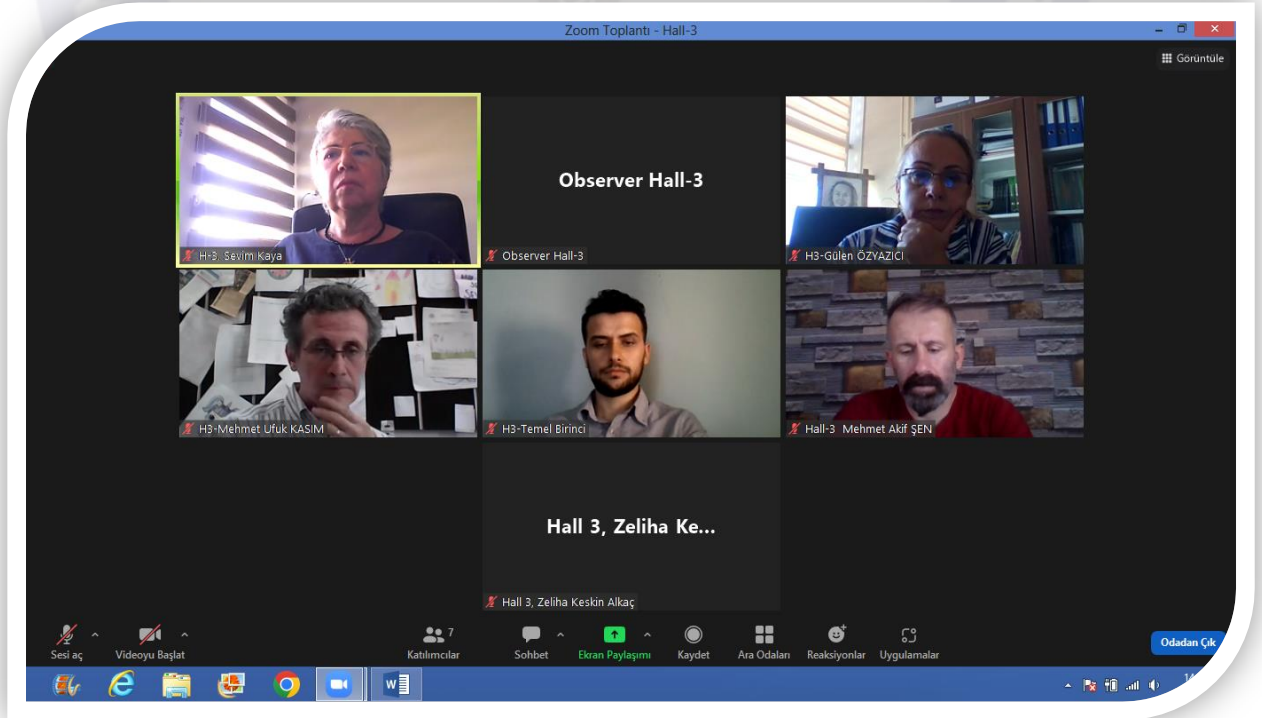 Zoom Toplantı - Hall-3
Görüntüle
Observer Hall-3
H-3, Sevim Kaya
Observer Hall-3
H3-Gülen ÖZYAZICI
H3-Mehmet Ufuk KASIM
H3-Temel Birinci
Hall-3 Mehmet Akif ŞEN
Hall 3, Zeliha Ke...
Hall 3, Zeliha Keskin Alkaç
7
Sesi aç
Videoyu Başlat
Katılımcılar
Sohbet
Ekran Paylaşımı
Kaydet
Ara Odaları
Reaksiyonlar
Uygulamalar
Odadan Çık